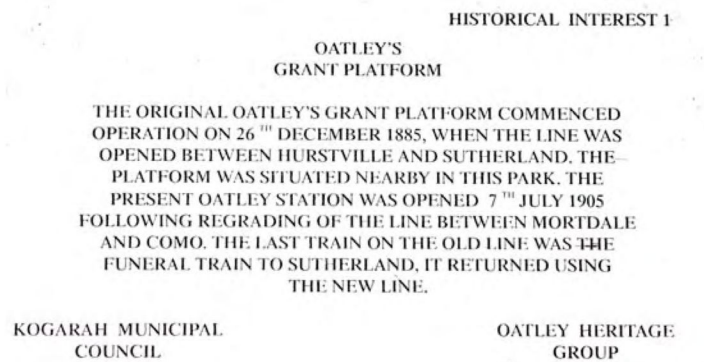 HISTORICAL INTEREST 1
OATLEY'S
GRANT PLATFORM
THE ORIGINAL OATLEY'S GRANT PLATFORM COMMENCED
OPERATION ON 26 TH DECEMBER 1885, WHEN THE LINE WAS
OPENED BETWEEN HURSTVILLE AND SUTHERLAND. THE
PLATFORM WAS SITUATED NEARBY IN THIS PARK. THE
PRESENT OATLEY STATION WAS OPENED 7 TH JULY 1905
FOLLOWING REGRADING OF THE LINE BETWEEN MORTDALE
AND COMO. THE LAST TRAIN ON THE OLD LINE WAS THE
FUNERAL TRAIN TO SUTHERLAND, IT RETURNED USING
THE NEW LINE.
KOGARAH MUNICIPAL
COUNCIL
OATLEY HERITAGE
GROUP